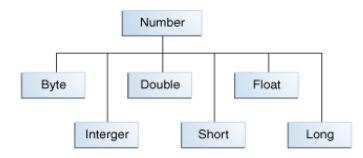 Number
Byte
Double
Float
Interger
Short
Long